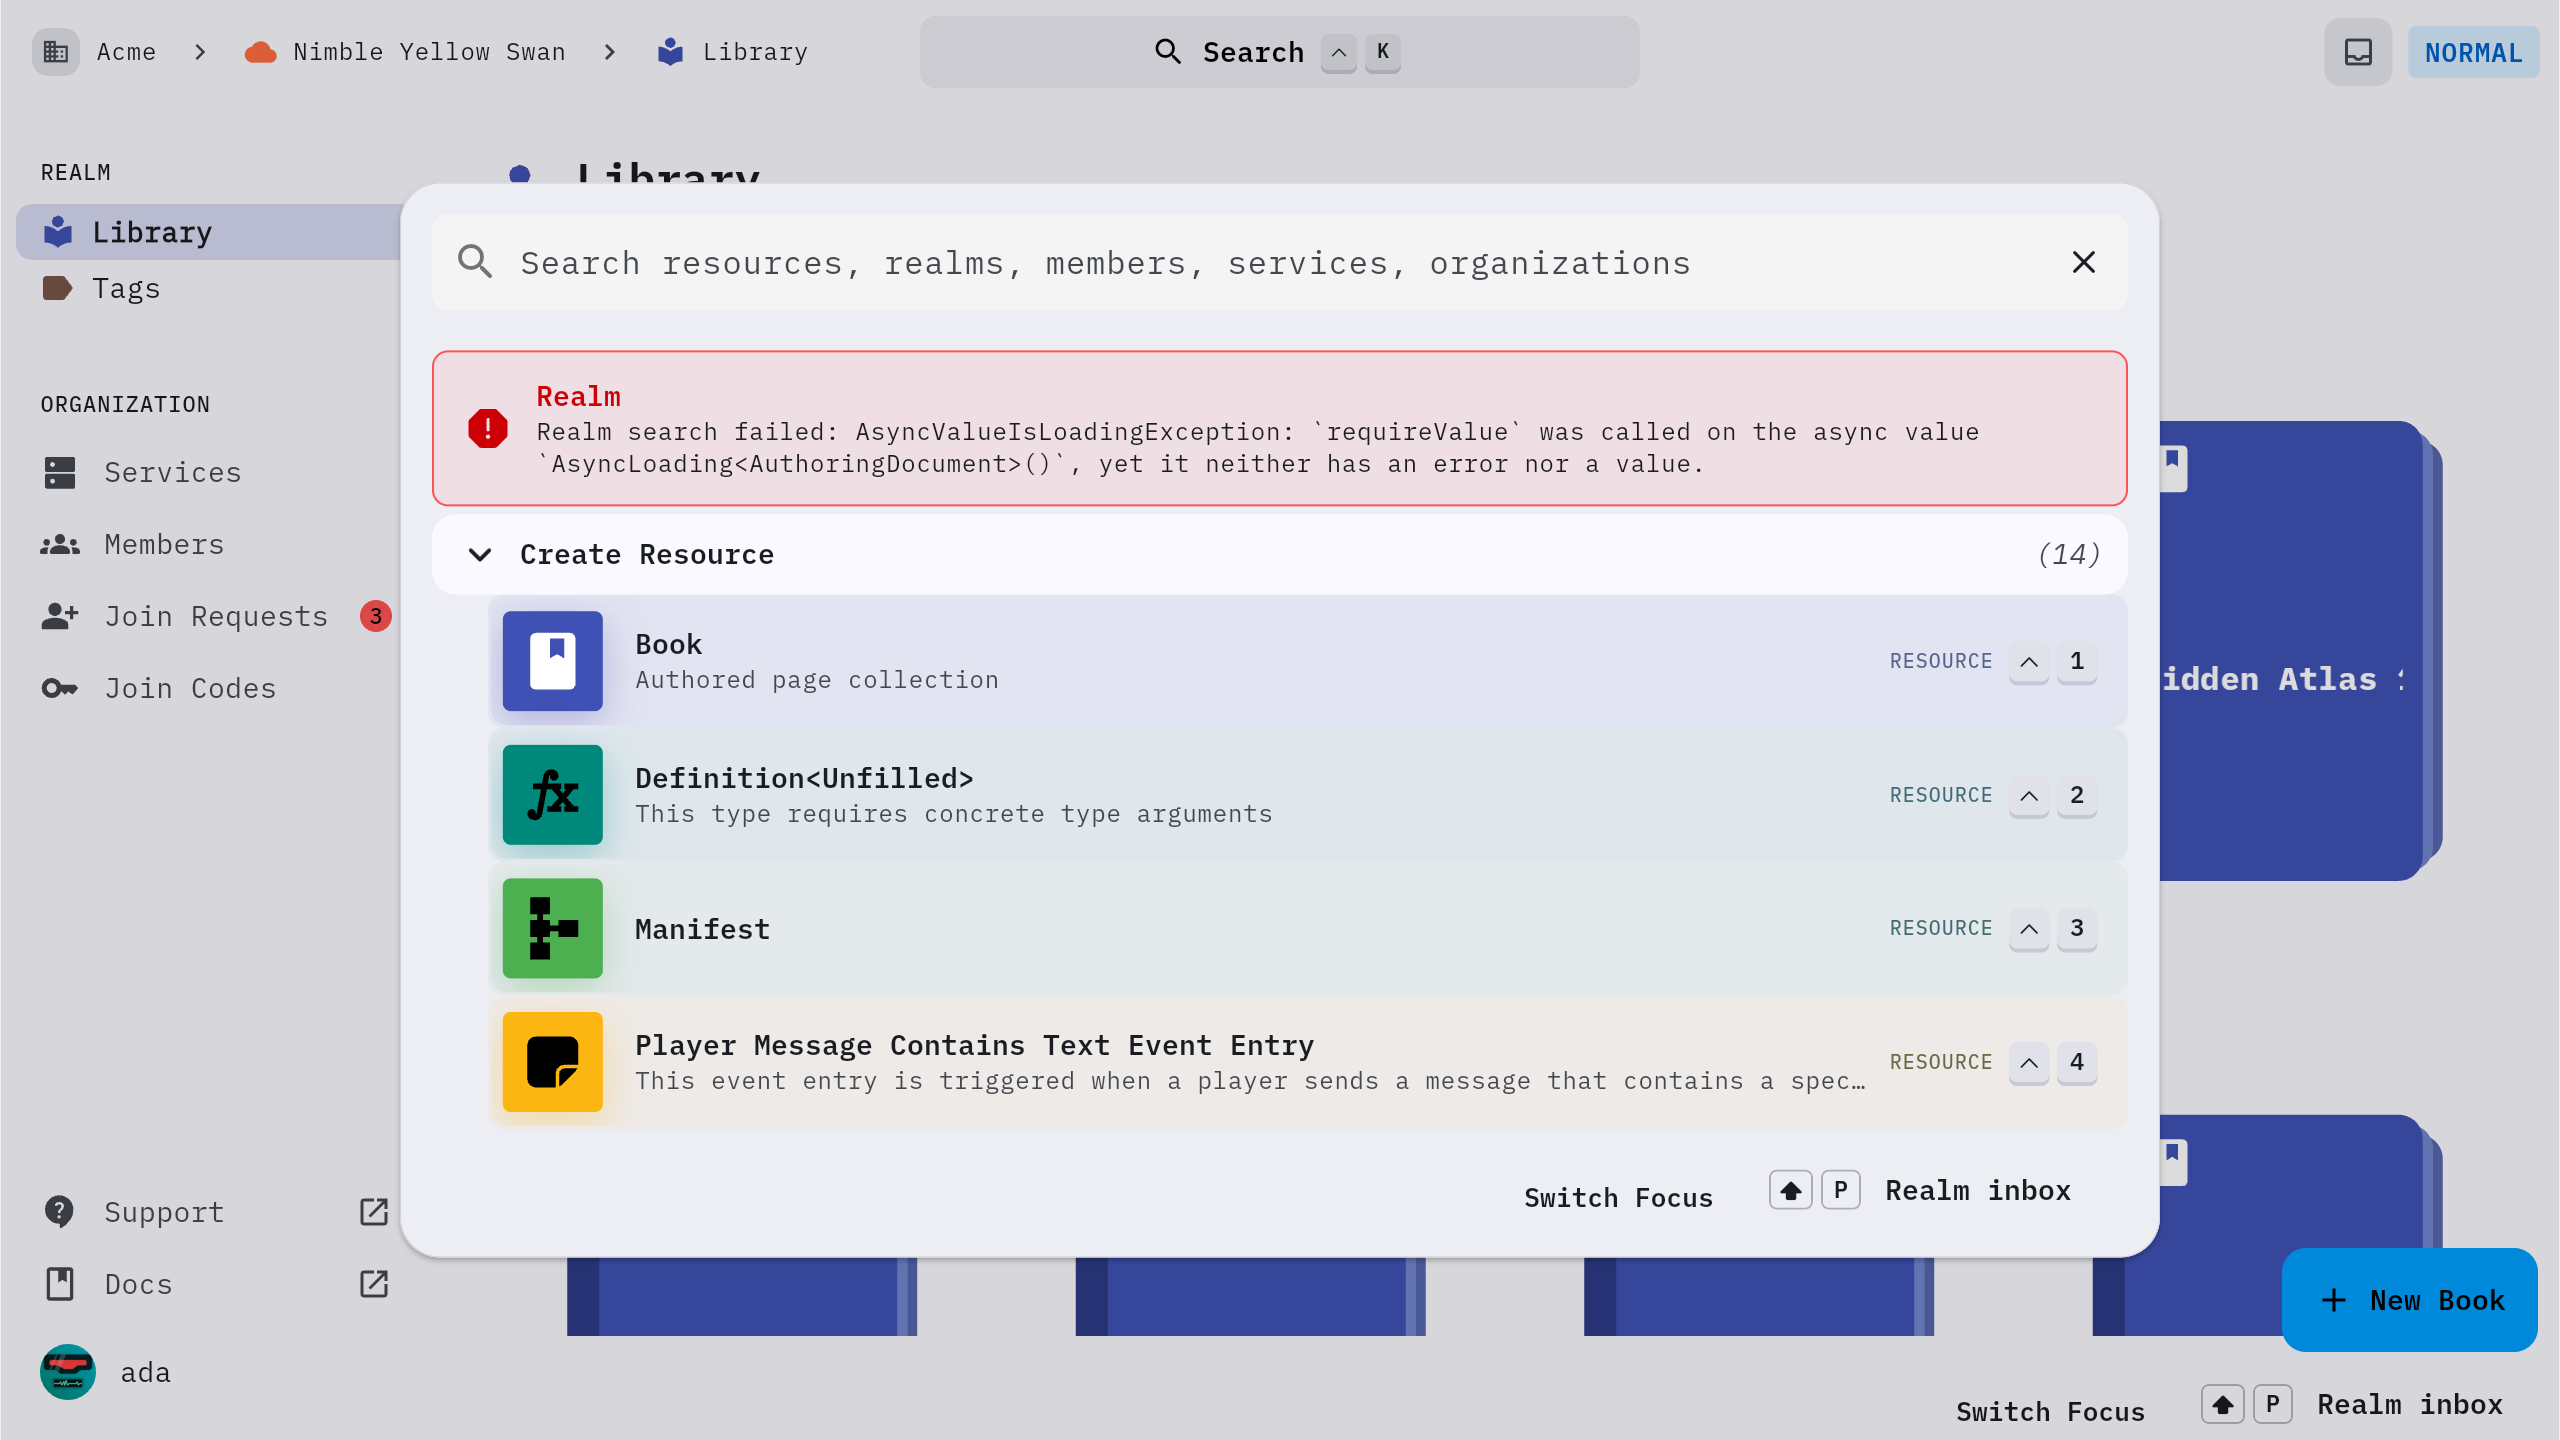 Acme
Nimble Yellow Swan
Library
Search
K
NORMAL
REALM
Library
Library
Tags
ORGANIZATION
Services
Members
Join Requests
3
Join Codes
Support
Docs
ada
Search resources, realms, members, services, organizations
Realm
Realm search failed: AsyncValueIsLoadingException: `requireValue` was called on the async value
`AsyncLoading<AuthoringDocument>()`, yet it neither has an error nor a value.
Create Resource
(14)
Book
Authored page collection
RESOURCE
1
Definition<Unfilled>
This type requires concrete type arguments
RESOURCE
2
Manifest
RESOURCE
3
Player Message Contains Text Event Entry
This event entry is triggered when a player sends a message that contains a spec…
RESOURCE
4
Switch Focus
P
Realm inbox
Atlas
New Book
Switch Focus
P
Realm inbox